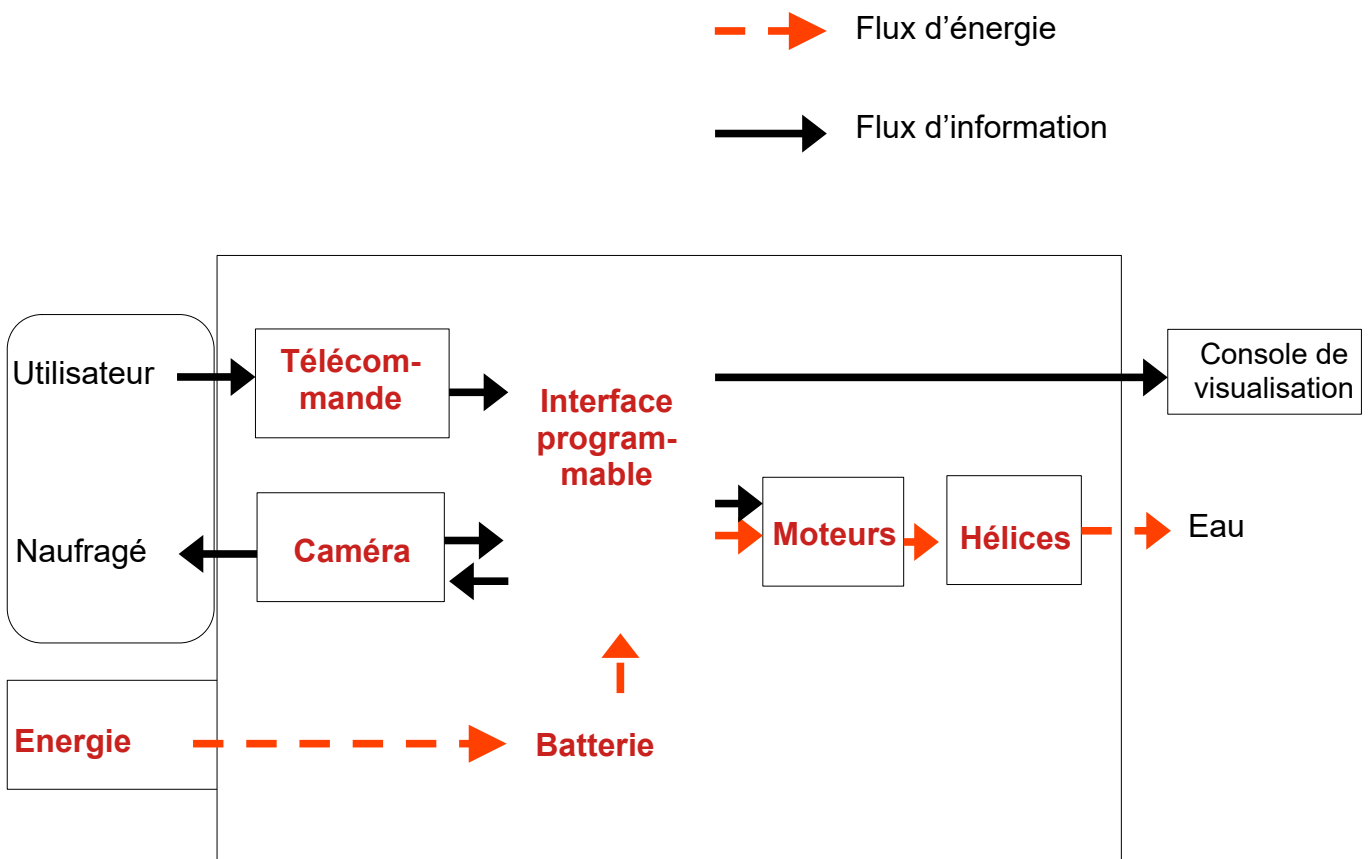 Flux d’énergie
Flux d’information
Utilisateur
Télécom-
mande
Interface
program-
mable
Console de
visualisation
Naufragé
Caméra
Moteurs
Hélices
Eau
Energie
Batterie